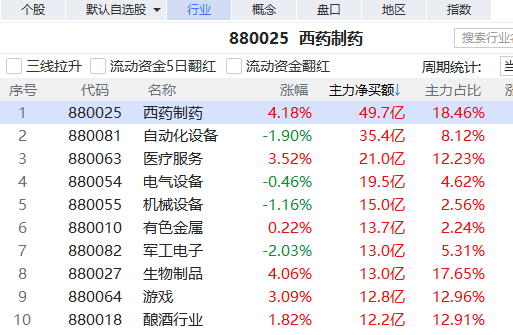 个股 默认自选股 行业 概念 盘口 地区 指数
880025 西药制药 搜索行业名
三线拉升 流动资金5日翻红 流动资金翻红 周期统计：
序号 代码 名称 涨幅 主力净买额↓ 主力占比
1 880025 西药制药 4.18% 49.7亿 18.46%
2 880081 自动化设备 -1.90% 35.4亿 8.12%
3 880063 医疗服务 3.52% 21.0亿 12.23%
4 880054 电气设备 -0.46% 19.5亿 4.62%
5 880055 机械设备 -1.16% 15.0亿 2.56%
6 880010 有色金属 0.22% 13.7亿 2.24%
7 880082 军工电子 -2.03% 13.0亿 5.31%
8 880027 生物制品 4.06% 13.0亿 17.65%
9 880064 游戏 3.09% 12.8亿 12.96%
10 880018 酿酒行业 1.82% 12.2亿 12.91%